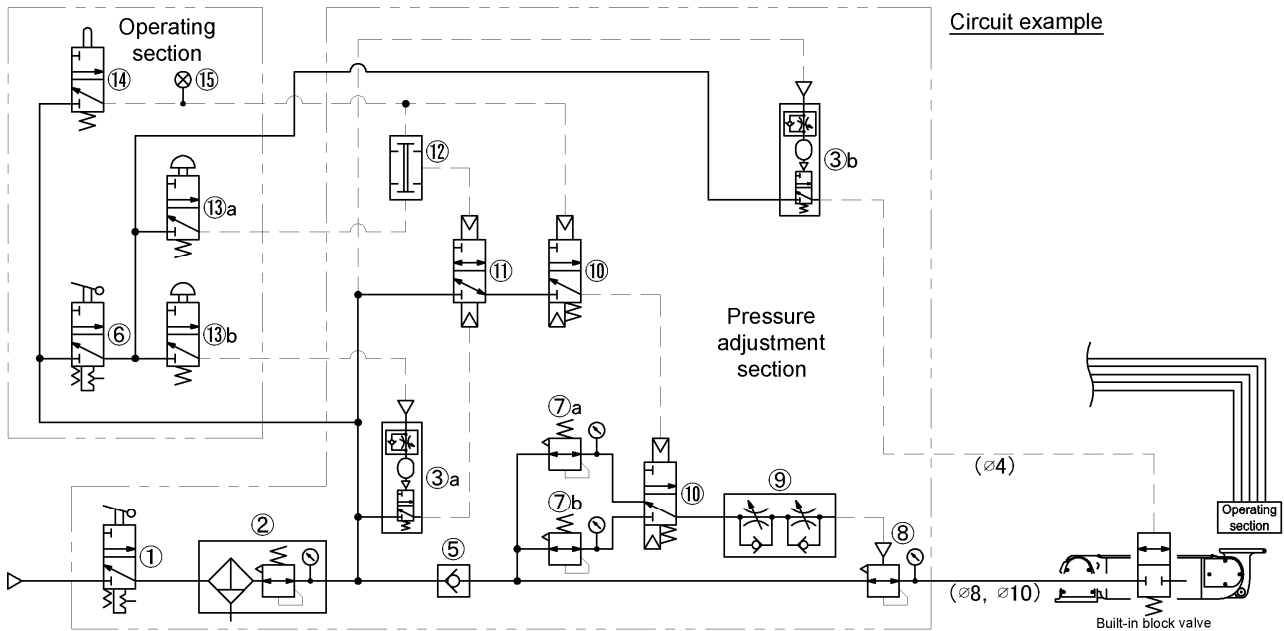 Operating
section
Circuit example
⑭
⑮
⑫
③b
⑬a
⑪
⑩
⑥
⑬b
Pressure
adjustment
section
⑦a
③a
(⌀4)
⑩
⑨
⑦b
Operating
section
①
②
⑤
⑧
(⌀8, ⌀10)
Built-in block valve